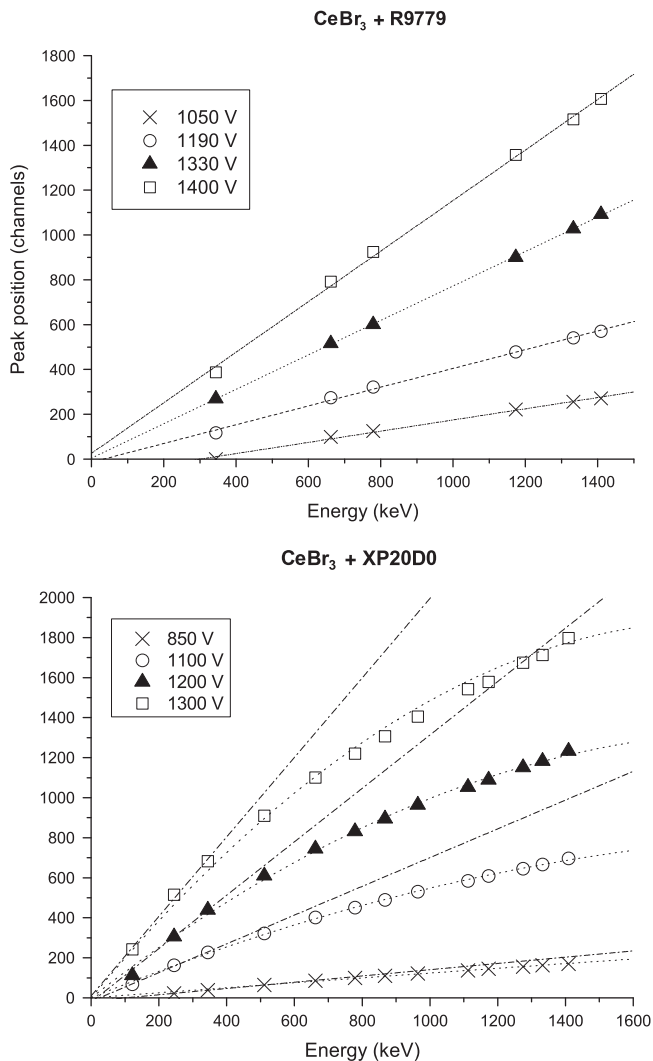 CeBr3 + R9779
1800
1600
1400
1200
1000
800
600
400
200
0
Peak position (channels)
1050 V
1190 V
1330 V
1400 V
0 200 400 600 800 1000 1200 1400
Energy (keV)
CeBr3 + XP20D0
2000
1800
1600
1400
1200
1000
800
600
400
200
0
850 V
1100 V
1200 V
1300 V
0 200 400 600 800 1000 1200 1400 1600
Energy (keV)